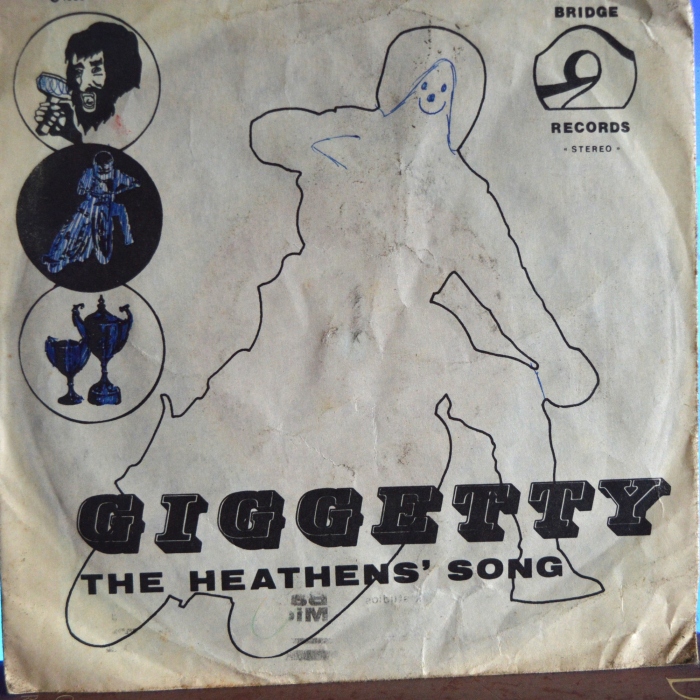 BRIDGE
RECORDS
- STEREO -
GIGGETTY
THE HEATHENS' SONG